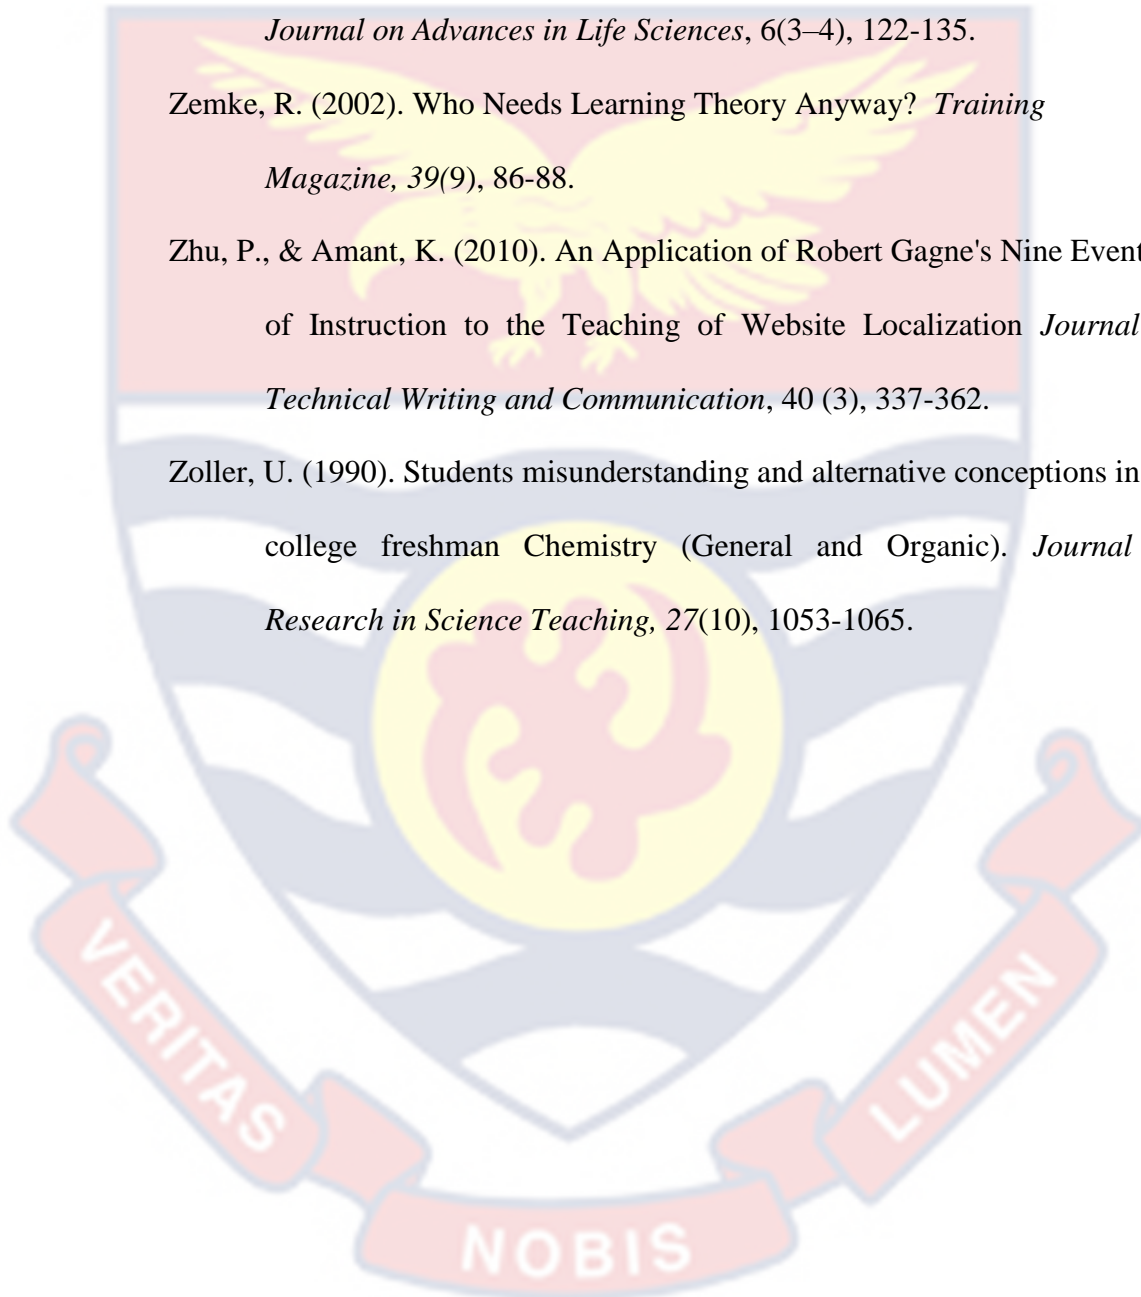 Journal on Advances in Life Sciences, 6(3–4), 122-135.
Zemke, R. (2002). Who Needs Learning Theory Anyway? Training
Magazine, 39(9), 86-88.
Zhu, P., & Amant, K. (2010). An Application of Robert Gagne's Nine Event
of Instruction to the Teaching of Website Localization Journal
Technical Writing and Communication, 40 (3), 337-362.
Zoller, U. (1990). Students misunderstanding and alternative conceptions in
college freshman Chemistry (General and Organic). Journal
Research in Science Teaching, 27(10), 1053-1065.
VERITAS
NOBIS
LUMEN